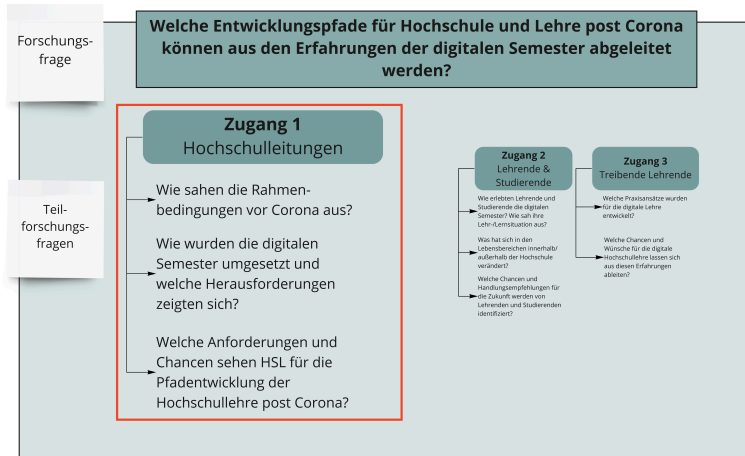 Forschungs-
frage
Welche Entwicklungspfade für Hochschule und Lehre post Corona
können aus den Erfahrungen der digitalen Semester abgeleitet
werden?
Teil-
forschungs-
fragen
Zugang 1
Hochschulleitungen
Wie sahen die Rahmen-
bedingungen vor Corona aus?
Wie wurden die digitalen
Semester umgesetzt und
welche Herausforderungen
zeigten sich?
Welche Anforderungen und
Chancen sehen HSL für die
Pfadentwicklung der
Hochschullehre post Corona?
Zugang 2
Lehrende &
Studierende
Wie erlebten Lehrende und
Studierende die digitalen
Semester? Wie sah ihre
Lehr-/Lernsituation aus?
Was hat sich in den
Lebensbereichen innerhalb/
außerhalb der Hochschule
verändert?
Welche Chancen und
Handlungsempfehlungen für
die Zukunft werden von
Lehrenden und Studierenden
identifiziert?
Zugang 3
Treibende Lehrende
Welche Praxisansätze wurden
für die digitale Lehre
entwickelt?
Welche Chancen und
Wünsche für die digitale
Hochschullehre lassen sich
aus diesen Erfahrungen
ableiten?